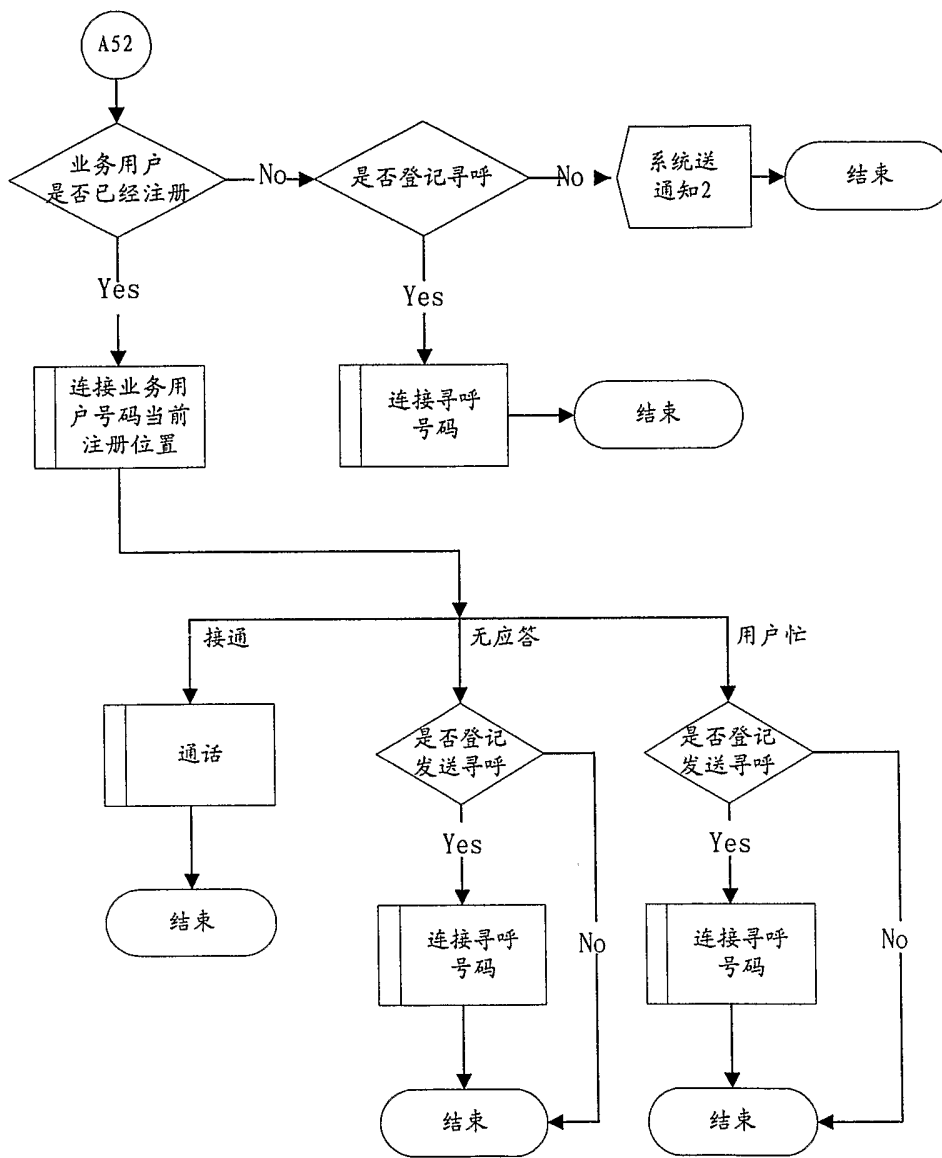 A52
业务用户
是否已经注册
No
是否登记寻呼
No
系统送
通知2
结束
Yes
Yes
连接业务用
户号码当前
注册位置
连接寻呼
号码
结束
接通
无应答
用户忙
通话
是否登记
发送寻呼
是否登记
发送寻呼
Yes
Yes
结束
连接寻呼
号码
No
连接寻呼
号码
No
结束
结束